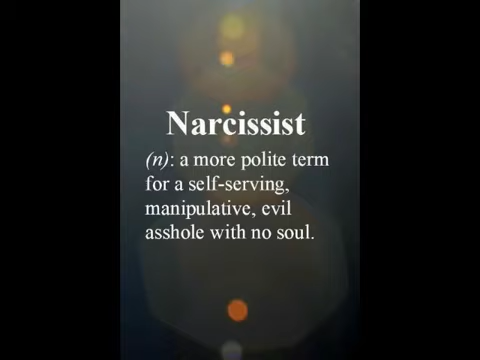 Narcissist
(n): a more polite term
for a self-serving,
manipulative, evil
asshole with no soul.